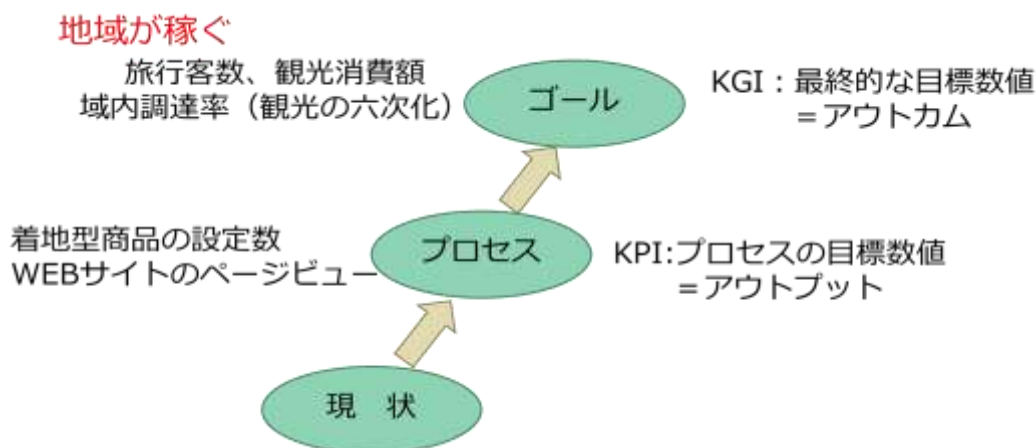 地域が稼ぐ
旅行客数、観光消費額
域内調達率（観光の六次化）
ゴール
KGI：最終的な目標数値
＝アウトカム
着地型商品の設定数
WEBサイトのページビュー
プロセス
KPI:プロセスの目標数値
＝アウトプット
現　状